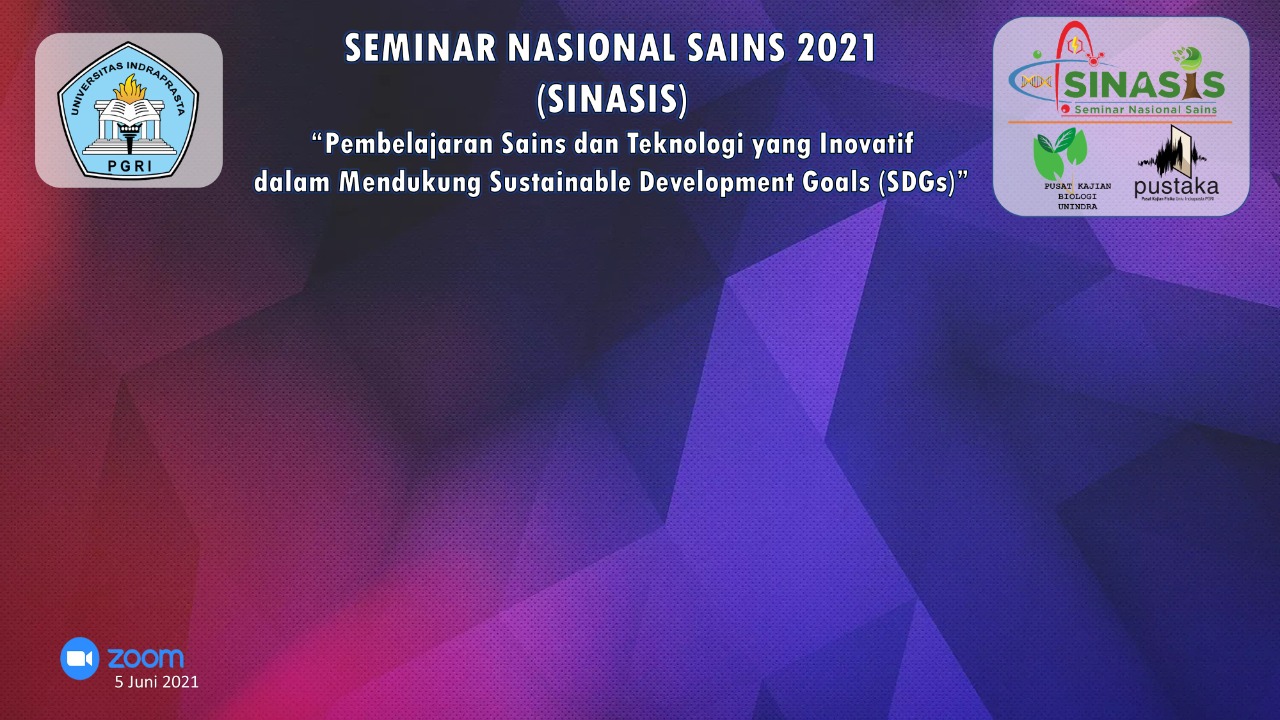 UNIVERSITAS INDRAPRASTA
PGRI
SEMINAR NASIONAL SAINS 2021
(SINASIS)
“Pembelajaran Sains dan Teknologi yang Inovatif
dalam Mendukung Sustainable Development Goals (SDGs)”
SINASIS
Seminar Nasional Sains
PUSAT KAJIAN
BIOLOGI
UNINDRA
pustaka
zoom
5 Juni 2021